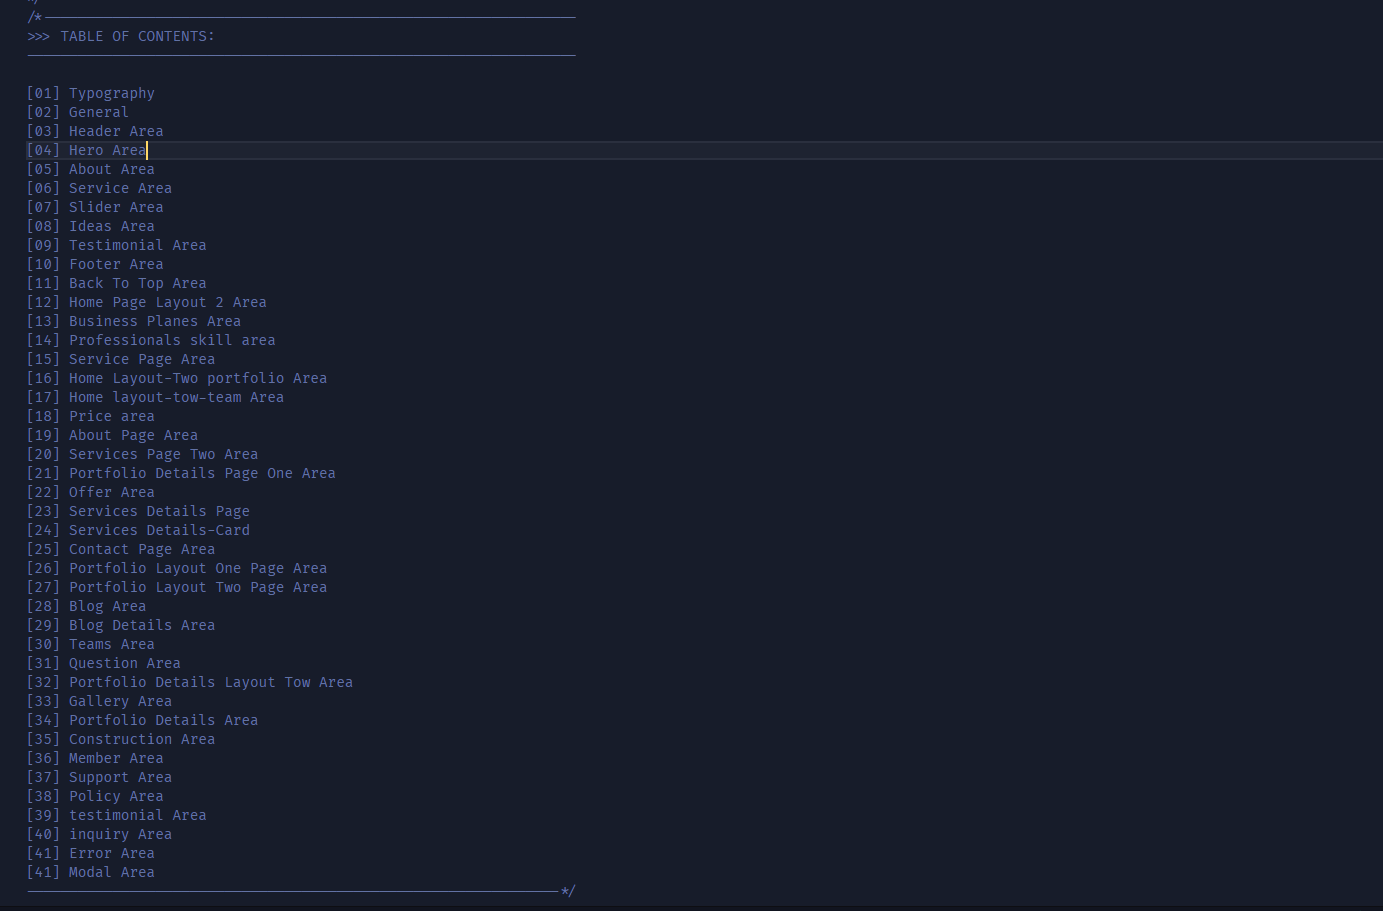 */
/*----------------------------------------------------------------
>>> TABLE OF CONTENTS:
----------------------------------------------------------------

[01] Typography
[02] General
[03] Header Area
[04] Hero Area
[05] About Area
[06] Service Area
[07] Slider Area
[08] Ideas Area
[09] Testimonial Area
[10] Footer Area
[11] Back To Top Area
[12] Home Page Layout 2 Area
[13] Business Planes Area
[14] Professionals skill area
[15] Service Page Area
[16] Home Layout-Two portfolio Area
[17] Home layout-tow-team Area
[18] Price area
[19] About Page Area
[20] Services Page Two Area
[21] Portfolio Details Page One Area
[22] Offer Area
[23] Services Details Page
[24] Services Details-Card
[25] Contact Page Area
[26] Portfolio Layout One Page Area
[27] Portfolio Layout Two Page Area
[28] Blog Area
[29] Blog Details Area
[30] Teams Area
[31] Question Area
[32] Portfolio Details Layout Tow Area
[33] Gallery Area
[34] Portfolio Details Area
[35] Construction Area
[36] Member Area
[37] Support Area
[38] Policy Area
[39] testimonial Area
[40] inquiry Area
[41] Error Area
[41] Modal Area
--------------------------------------------------------------*/